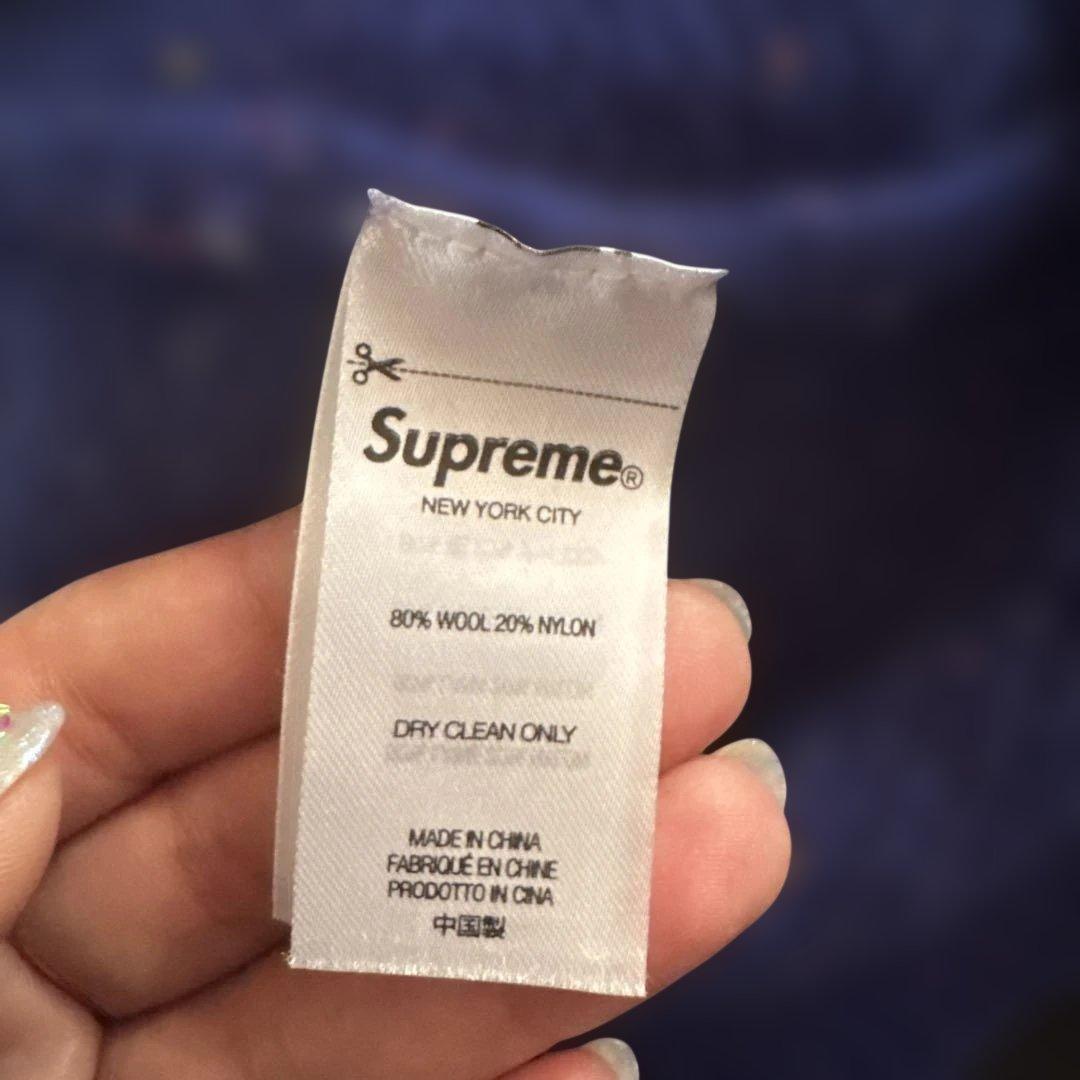 Supreme®
NEW YORK CITY
80% WOOL 20% NYLON
DRY CLEAN ONLY
MADE IN CHINA
FABRIQUÉ EN CHINE
PRODOTTO IN CINA
中国製